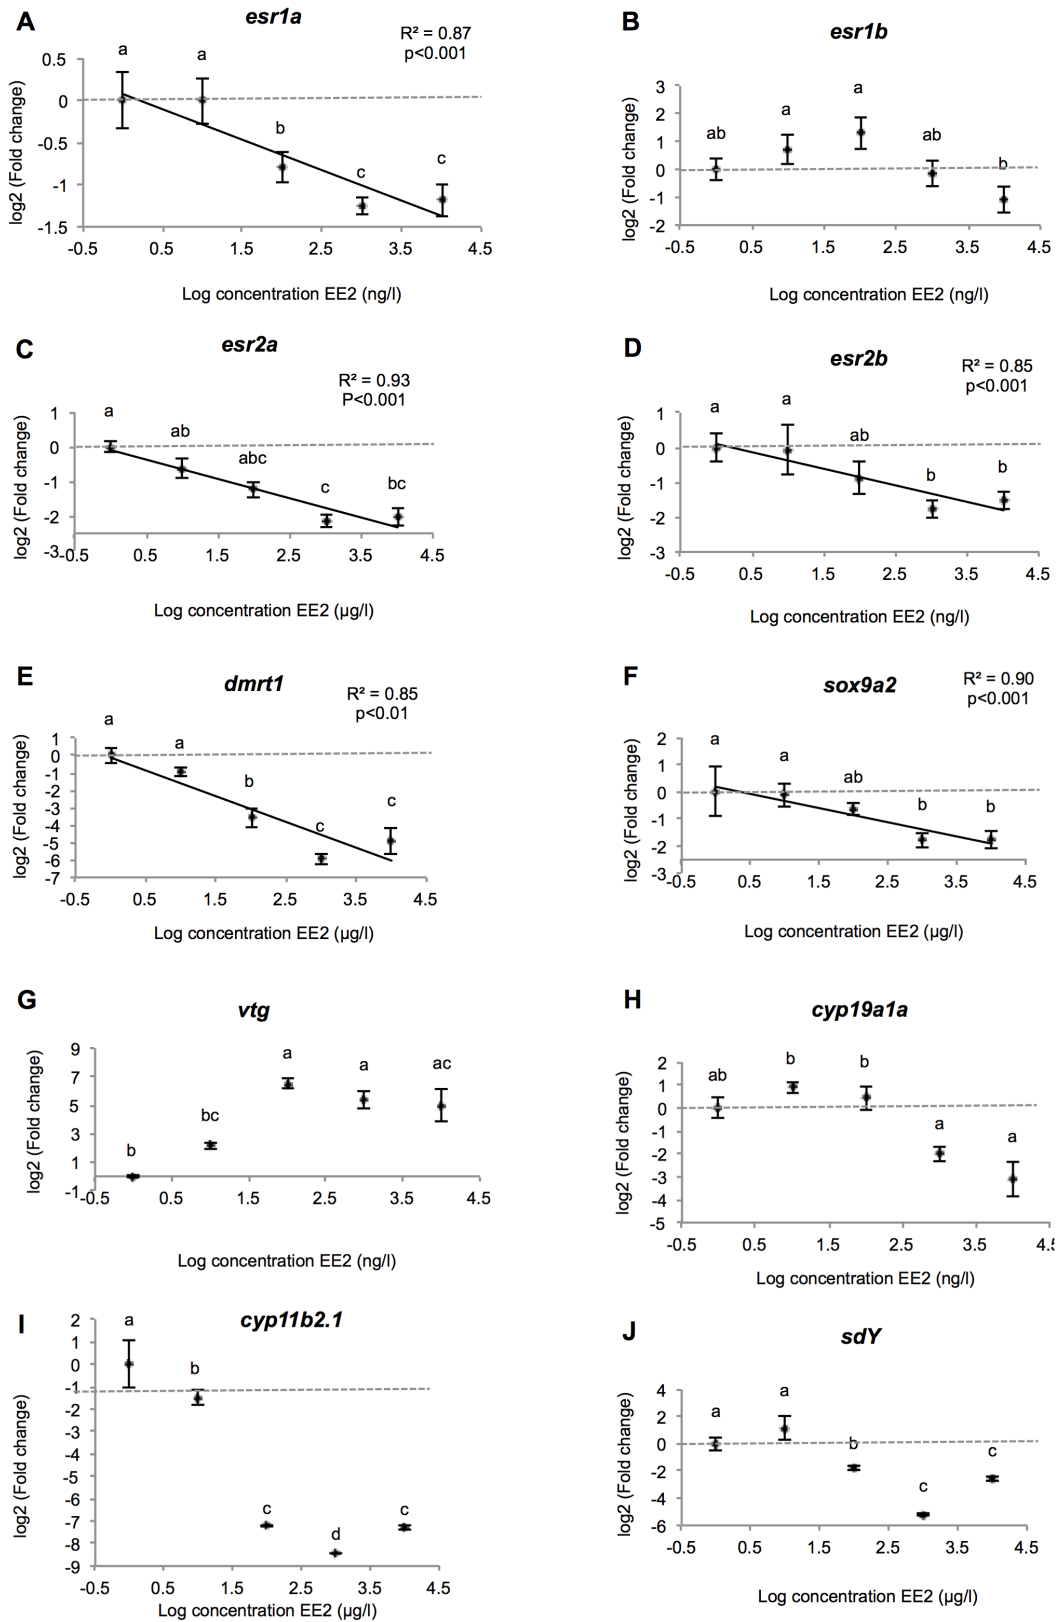 A
esr1a
R² = 0.87
p<0.001
a
a
b
c
c
0.5
0
-0.5
-1
-1.5
log2 (Fold change)
-0.5 0.5 1.5 2.5 3.5 4.5
Log concentration EE2 (ng/l)
B
esr1b
ab
a
a
ab
b
3
2
1
0
-1
-2
log2 (Fold change)
-0.5 0.5 1.5 2.5 3.5 4.5
Log concentration EE2 (ng/l)
C
esr2a
R² = 0.93
P<0.001
a
ab
abc
c
bc
1
0
-1
-2
-3
log2 (Fold change)
-0.5 0.5 1.5 2.5 3.5 4.5
Log concentration EE2 (µg/l)
D
esr2b
R² = 0.85
p<0.001
a
a
ab
b
b
1
0
-1
-2
-3
log2 (Fold change)
-0.5 0.5 1.5 2.5 3.5 4.5
Log concentration EE2 (ng/l)
E
dmrt1
R² = 0.85
p<0.01
a
a
b
c
c
1
0
-1
-2
-3
-4
-5
-6
-7
log2 (Fold change)
-0.5 0.5 1.5 2.5 3.5 4.5
Log concentration EE2 (µg/l)
F
sox9a2
R² = 0.90
p<0.001
a
a
ab
b
b
2
1
0
-1
-2
-3
log2 (Fold change)
-0.5 0.5 1.5 2.5 3.5 4.5
Log concentration EE2 (µg/l)
G
vtg
b
bc
a
a
ac
9
7
5
3
1
-1
log2 (Fold change)
-0.5 0.5 1.5 2.5 3.5 4.5
Log concentration EE2 (ng/l)
H
cyp19a1a
ab
b
b
a
a
2
1
0
-1
-2
-3
-4
-5
log2 (Fold change)
-0.5 0.5 1.5 2.5 3.5
Log concentration EE2 (ng/l)
I
cyp11b2.1
a
b
c
d
c
2
1
0
-1
-2
-3
-4
-5
-6
-7
-8
-9
log2 (Fold change)
-0.5 0.5 1.5 2.5 3.5 4.5
Log concentration EE2 (µg/l)
J
sdY
a
a
b
c
c
4
2
0
-2
-4
-6
log2 (Fold change)
-0.5 0.5 1.5 2.5 3.5 4.5
Log concentration EE2 (µg/l)